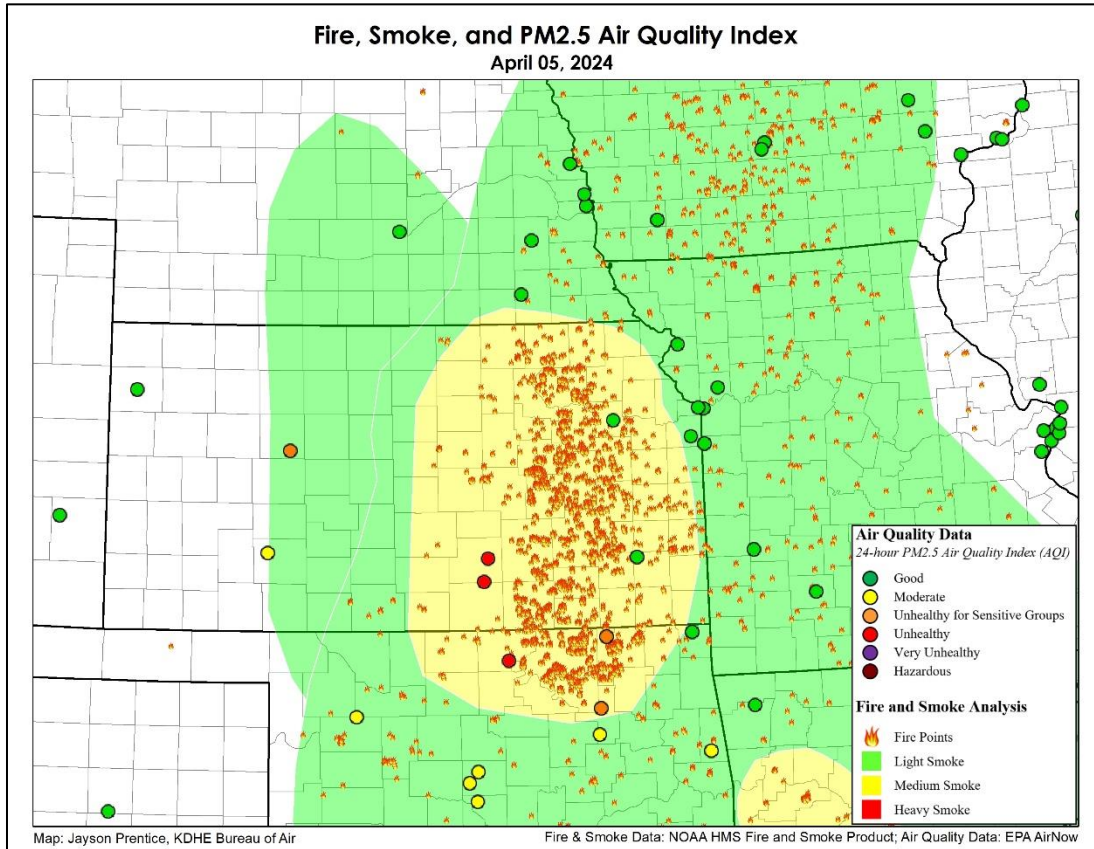 Fire, Smoke, and PM2.5 Air Quality Index
April 05, 2024
Air Quality Data
24-hour PM2.5 Air Quality Index (AQI)
Good
Moderate
Unhealthy for Sensitive Groups
Unhealthy
Very Unhealthy
Hazardous
Fire and Smoke Analysis
Fire Points
Light Smoke
Medium Smoke
Heavy Smoke
Map: Jayson Prentice, KDHE Bureau of Air
Fire & Smoke Data: NOAA HMS Fire and Smoke Product; Air Quality Data: EPA AirNow